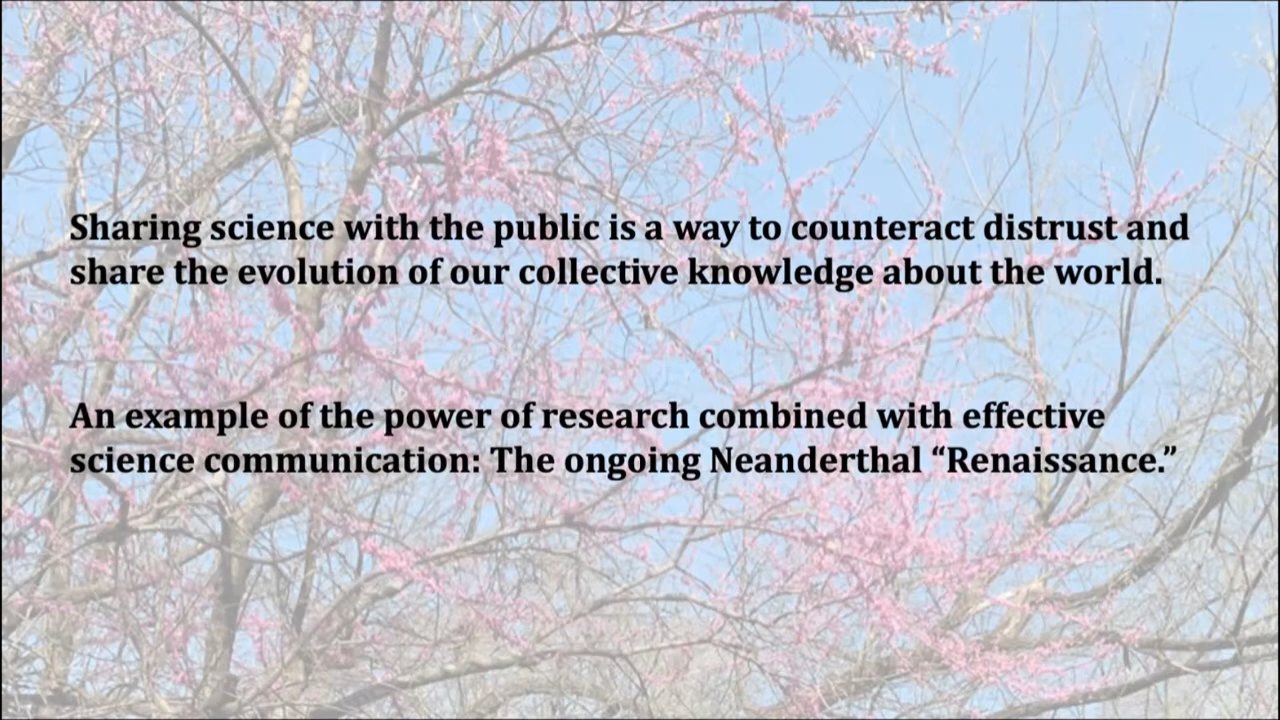 Sharing science with the public is a way to counteract distrust and
share the evolution of our collective knowledge about the world.
An example of the power of research combined with effective
science communication: The ongoing Neanderthal “Renaissance.”